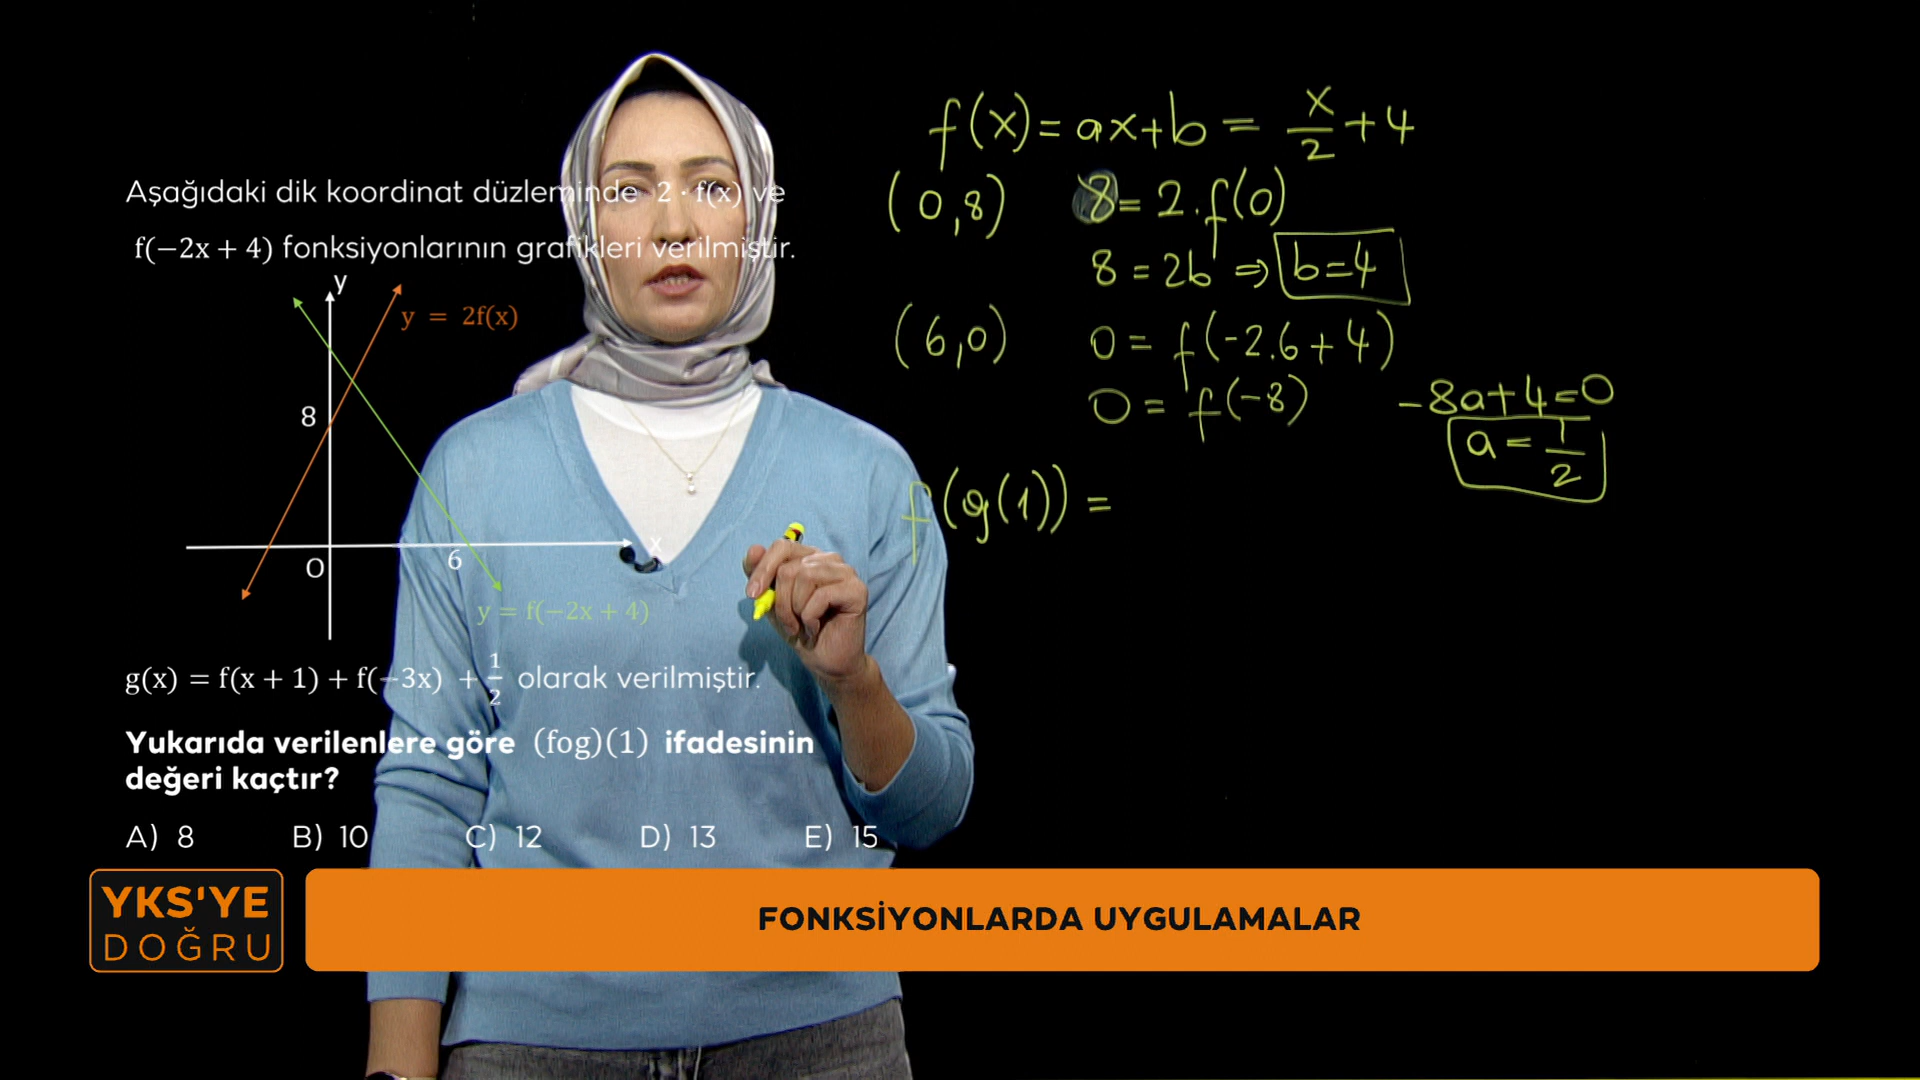 Aşağıdaki dik koordinat düzleminde 2 · f(x) ve
f(−2x + 4) fonksiyonlarının grafikleri verilmiştir.
y
y = 2f(x)
8
O
6
x
y = f(−2x + 4)
g(x) = f(x + 1) + f(−3x) + 1/2 olarak verilmiştir.
Yukarıda verilenlere göre (fog)(1) ifadesinin
değeri kaçtır?
A) 8 B) 10 C) 12 D) 13 E) 15
f(x) = ax+b = x/2 + 4
(0,8) 8 = 2.f(0)
8 = 2b ⇒ b=4
(6,0) 0 = f(-2.6+4)
0 = f(-8)
-8a+4=0
a = 1/2
f(g(1)) =
YKS'YE
DOĞRU
FONKSİYONLARDA UYGULAMALAR